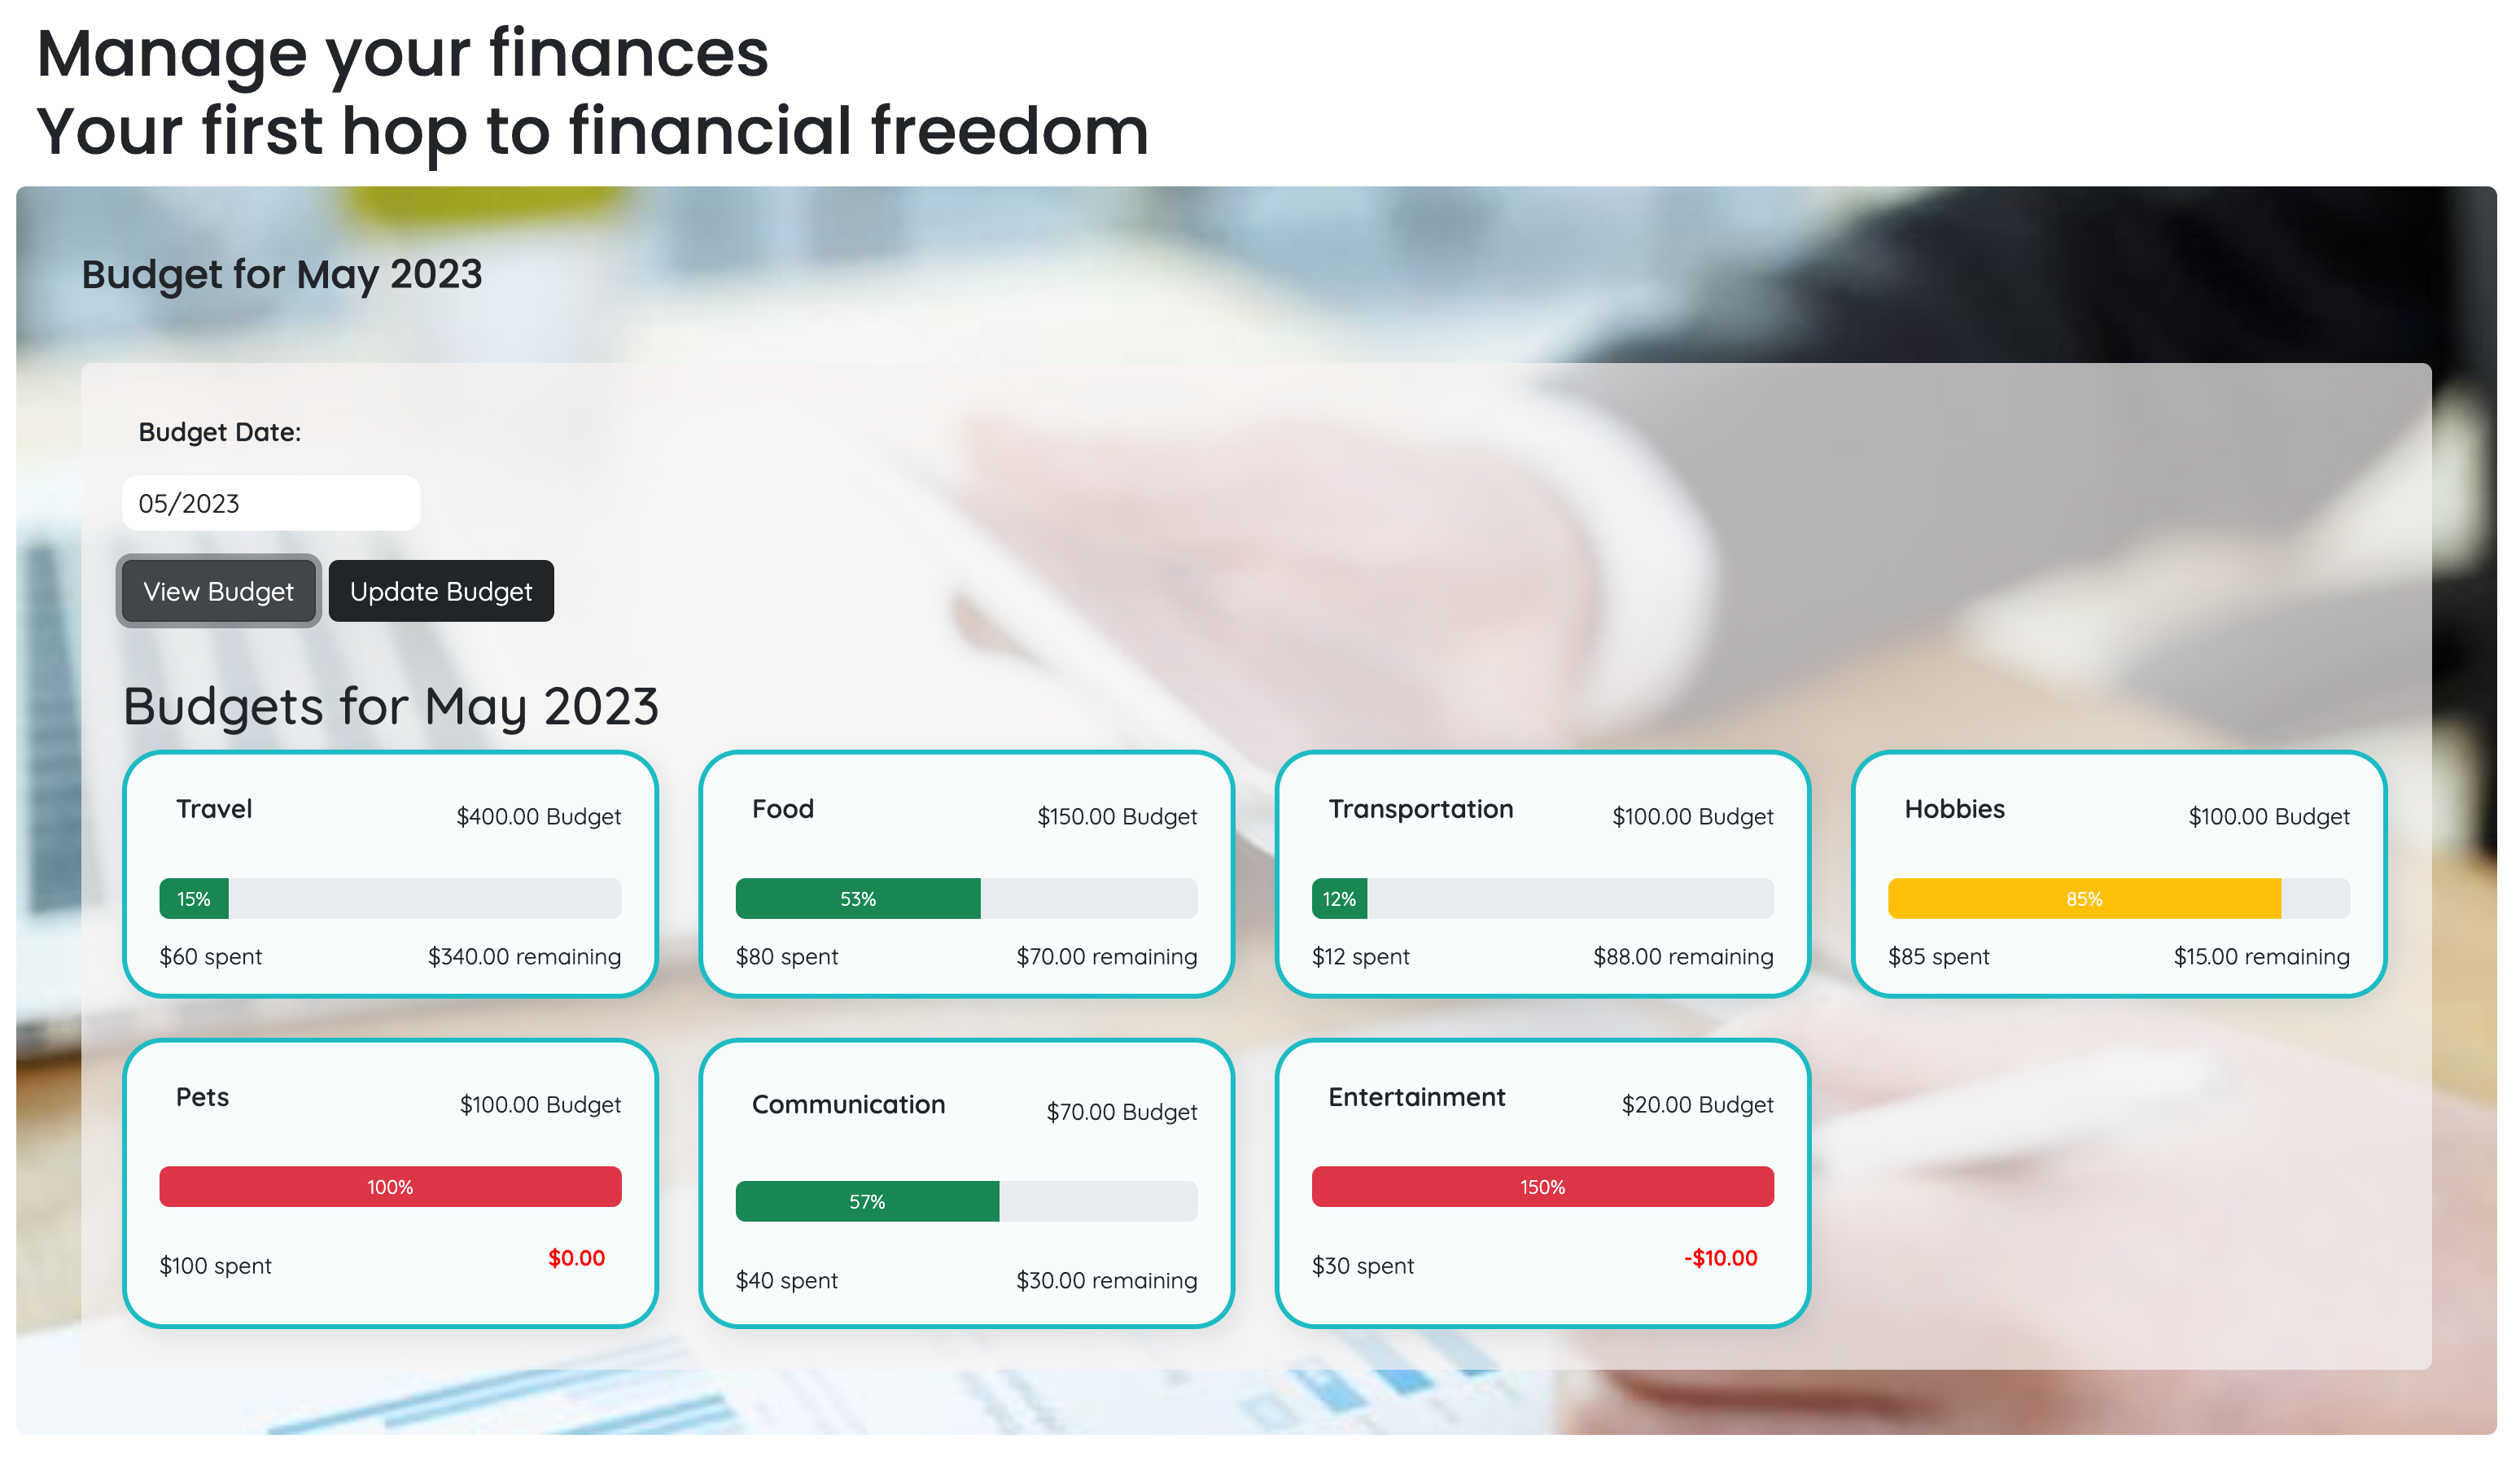 Manage your finances
Your first hop to financial freedom
Budget for May 2023
Budget Date:
05/2023
View Budget
Update Budget
Budgets for May 2023
Travel
$400.00 Budget
15%
$60 spent
$340.00 remaining
Food
$150.00 Budget
53%
$80 spent
$70.00 remaining
Transportation
$100.00 Budget
12%
$12 spent
$88.00 remaining
Hobbies
$100.00 Budget
85%
$85 spent
$15.00 remaining
Pets
$100.00 Budget
100%
$100 spent
$0.00
Communication
$70.00 Budget
57%
$40 spent
$30.00 remaining
Entertainment
$20.00 Budget
150%
$30 spent
-$10.00